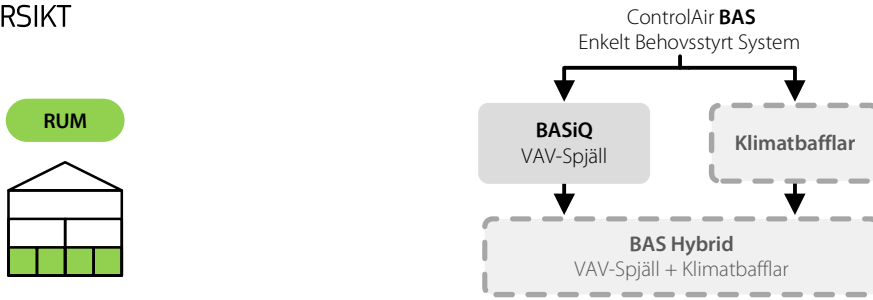 RSIKT
ControlAir BAS
Enkelt Behovsstyrt System
RUM
BASiQ
VAV-Spjäll
Klimatbafflar
BAS Hybrid
VAV-Spjäll + Klimatbafflar